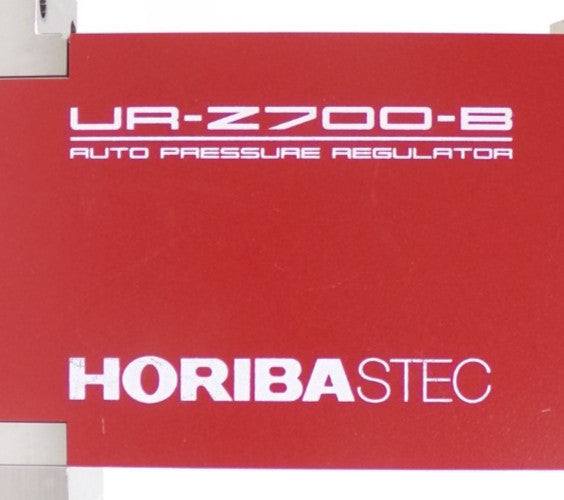 UR-Z700-B
AUTO PRESSURE REGULATOR
HORIBASTEC